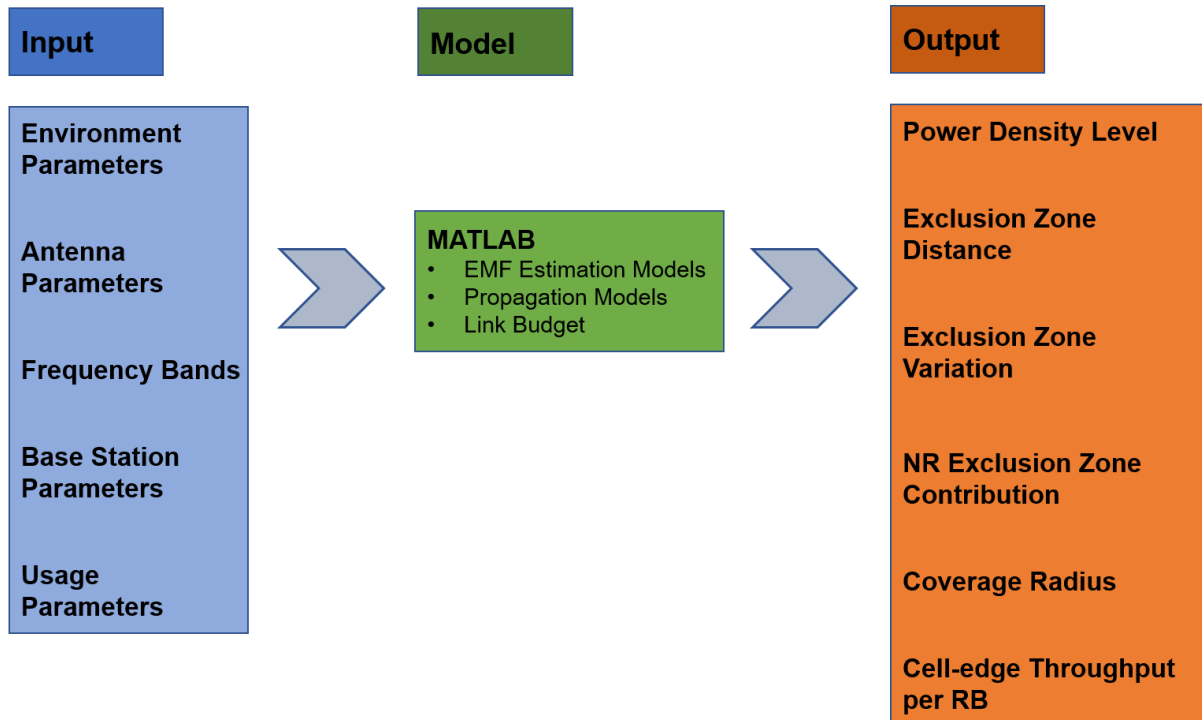 Input
Model
Output
Environment
Parameters
Antenna
Parameters
Frequency Bands
Base Station
Parameters
Usage
Parameters
MATLAB
• EMF Estimation Models
• Propagation Models
• Link Budget
Power Density Level
Exclusion Zone
Distance
Exclusion Zone
Variation
NR Exclusion Zone
Contribution
Coverage Radius
Cell-edge Throughput
per RB